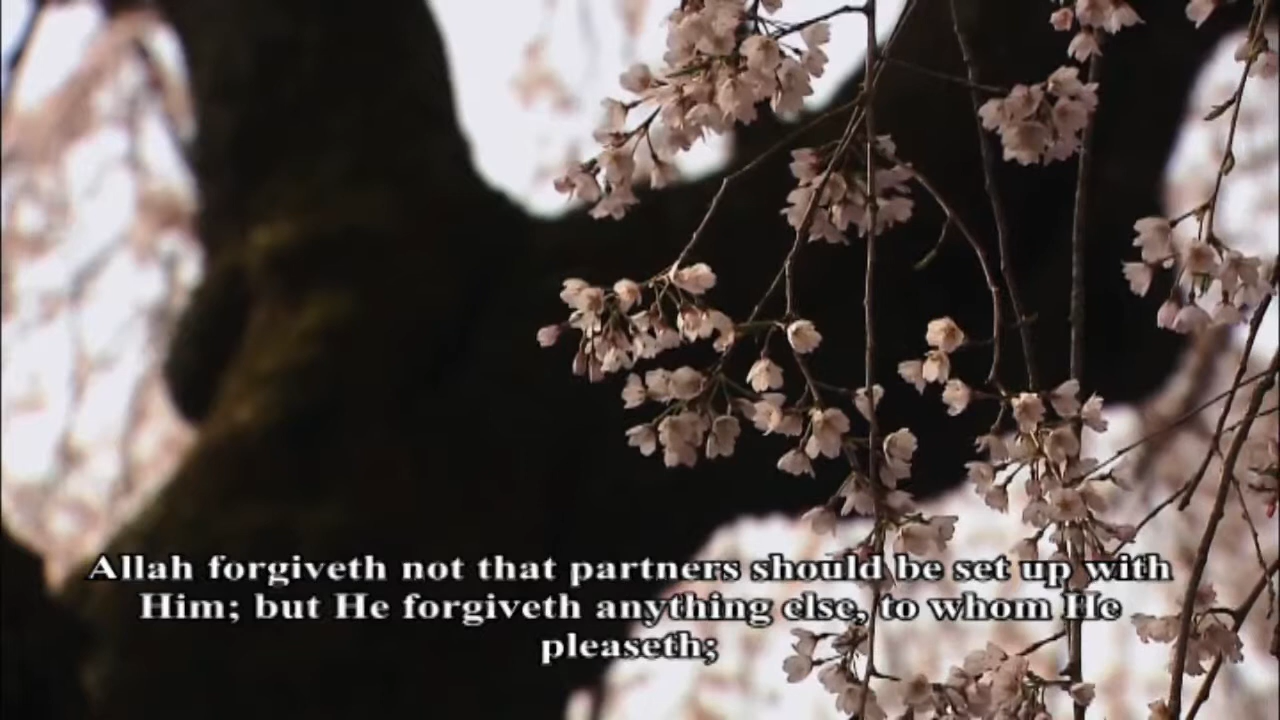 Allah forgiveth not that partners should be set up with
Him; but He forgiveth anything else, to whom He
pleaseth;